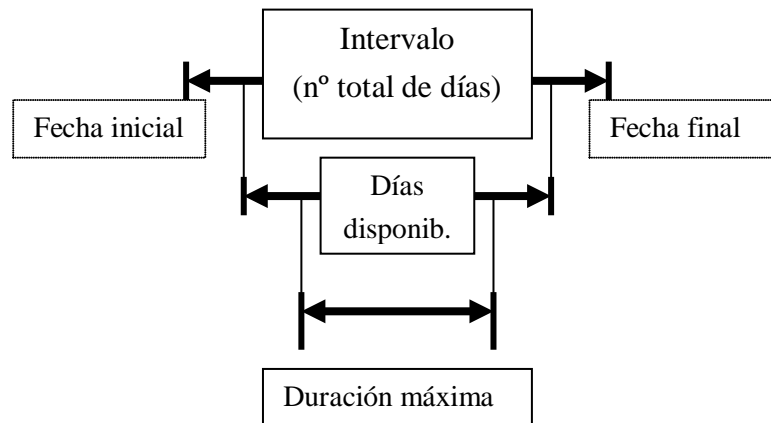 Intervalo
(nº total de días)
Fecha inicial
Fecha final
Días
disponib.
Duración máxima